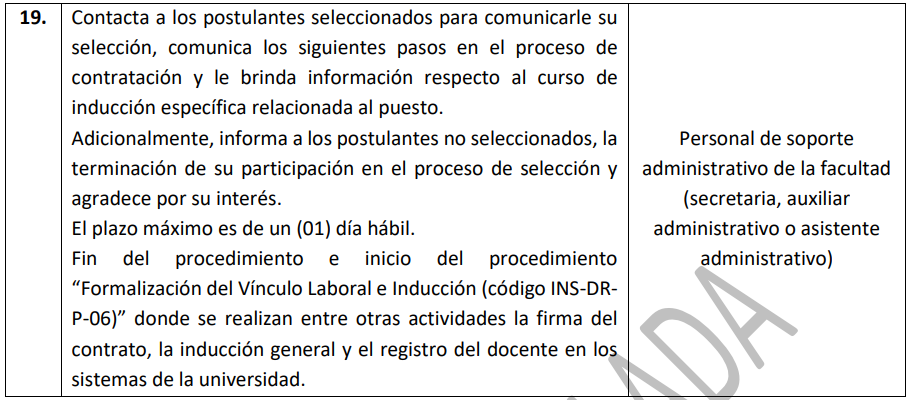 19. Contacta a los postulantes seleccionados para comunicarle su
selección, comunica los siguientes pasos en el proceso de
contratación y le brinda información respecto al curso de
inducción específica relacionada al puesto.
Adicionalmente, informa a los postulantes no seleccionados, la
terminación de su participación en el proceso de selección y
agradece por su interés.
El plazo máximo es de un (01) día hábil.
Fin del procedimiento e inicio del procedimiento
“Formalización del Vínculo Laboral e Inducción (código INS-DR-
P-06)” donde se realizan entre otras actividades la firma del
contrato, la inducción general y el registro del docente en los
sistemas de la universidad.
Personal de soporte
administrativo de la facultad
(secretaria, auxiliar
administrativo o asistente
administrativo)
LADA